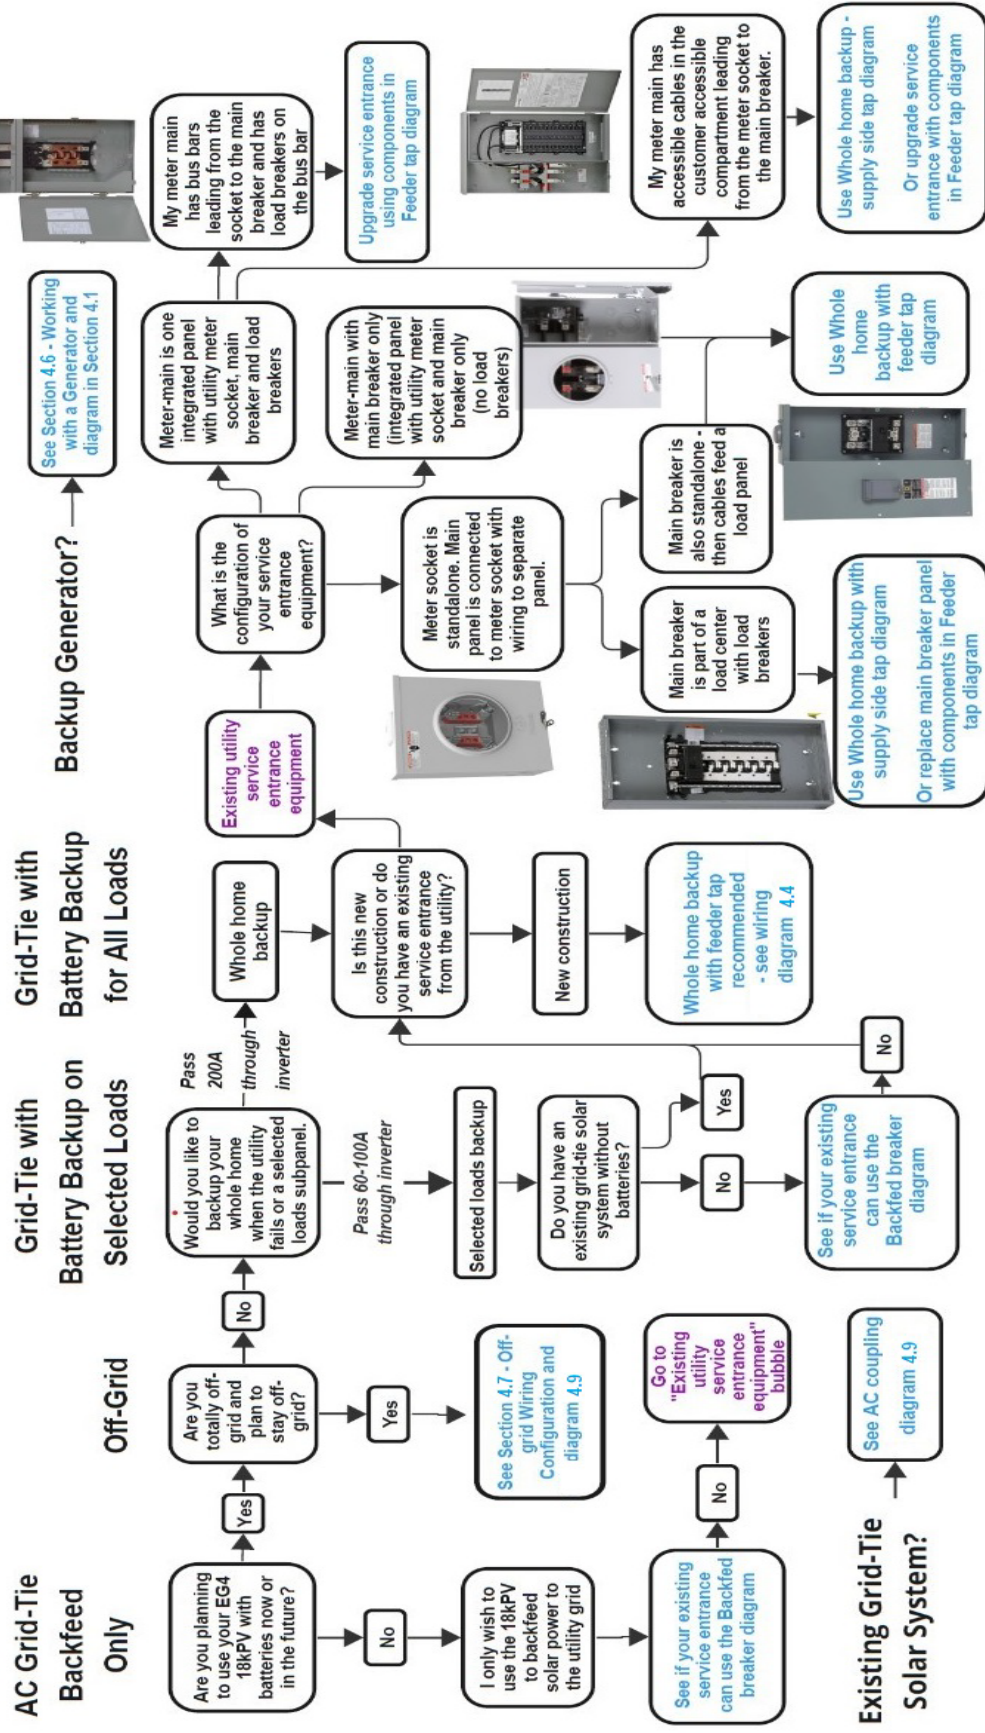 AC Grid-Tie
Backfeed
Only
Off-Grid
Grid-Tie with
Battery Backup on
Selected Loads
Grid-Tie with
Battery Backup
for All Loads
Backup Generator?
See Section 4.6 - Working
with a Generator and
diagram in Section 4.1
Are you planning
to use your EG4
18kPV with
batteries now or
in the future?
Yes
No
I only wish to
use the 18kPV
to backfeed
solar power to
the utility grid
See if your existing
service entrance
can use the Backfed
breaker diagram
No
Go to
"Existing
utility
service
entrance
equipment"
bubble
Are you
totally off-
grid and
plan to
stay off-
grid?
No
Yes
See Section 4.7 - Off-
grid Wiring
Configuration and
diagram 4.9
Would you like to
backup your
whole home
when the utility
fails or a selected
loads subpanel.
Pass
200A
through
inverter
Pass 60-100A
through inverter
Selected loads backup
Do you have an
existing grid-tie solar
system without
batteries?
Yes
No
See if your existing
service entrance
can use the
Backfed breaker
diagram
No
Whole home
backup
Is this new
construction or do
you have an existing
service entrance
from the utility?
New construction
Whole home backup
with feeder tap
recommended
- see wiring
diagram 4.4
Existing utility
service
entrance
equipment
What is the
configuration of
your service
entrance
equipment?
Meter-main is one
integrated panel
with utility meter
socket, main
breaker and load
breakers
My meter main
has bus bars
leading from the
socket to the main
breaker and has
load breakers on
the bus bar
Upgrade service entrance
using components in
Feeder tap diagram
My meter main has
accessible cables in the
customer accessible
compartment leading
from the meter socket to
the main breaker.
Use Whole home backup -
supply side tap diagram
Or upgrade service
entrance with components
in Feeder tap diagram
Meter-main with
main breaker only
(integrated panel
with utility meter
socket and main
breaker only
(no load
breakers)
Meter socket is
standalone. Main
panel is connected
to meter socket with
wiring to separate
panel.
Main breaker is
also standalone -
then cables feed a
load panel
Use Whole
home
backup with
feeder tap
diagram
Main breaker
is part of a
load center
with load
breakers
Use Whole home backup with
supply side tap diagram
Or replace main breaker panel
with components in Feeder
tap diagram
Existing Grid-Tie
Solar System?
See AC coupling
diagram 4.9